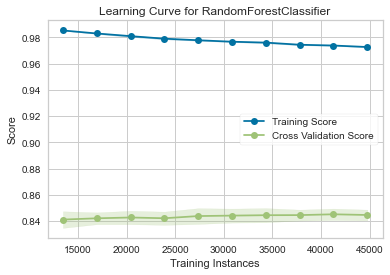 Learning Curve for RandomForestClassifier
0.98
0.96
0.94
0.92
0.90
0.88
0.86
0.84
Score
Training Score
Cross Validation Score
15000 20000 25000 30000 35000 40000 45000
Training Instances